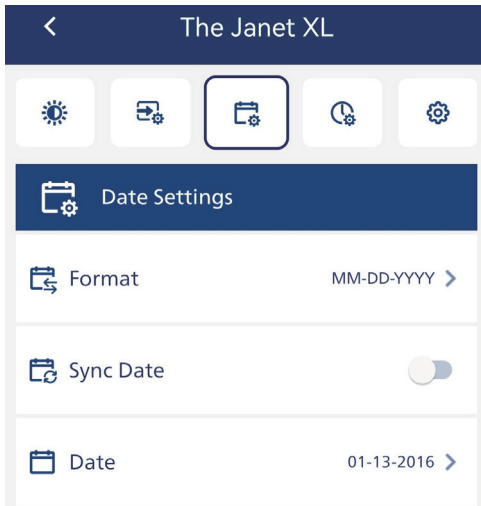 The Janet XL
Date Settings
Format MM-DD-YYYY
Sync Date
Date 01-13-2016